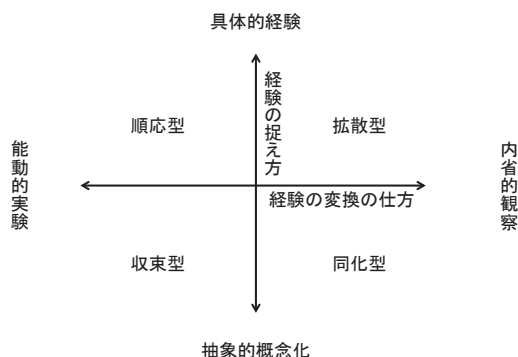 具体的経験
経験の捉え方
順応型
拡散型
能動的実験
内省的観察
経験の変換の仕方
収束型
同化型
抽象的概念化